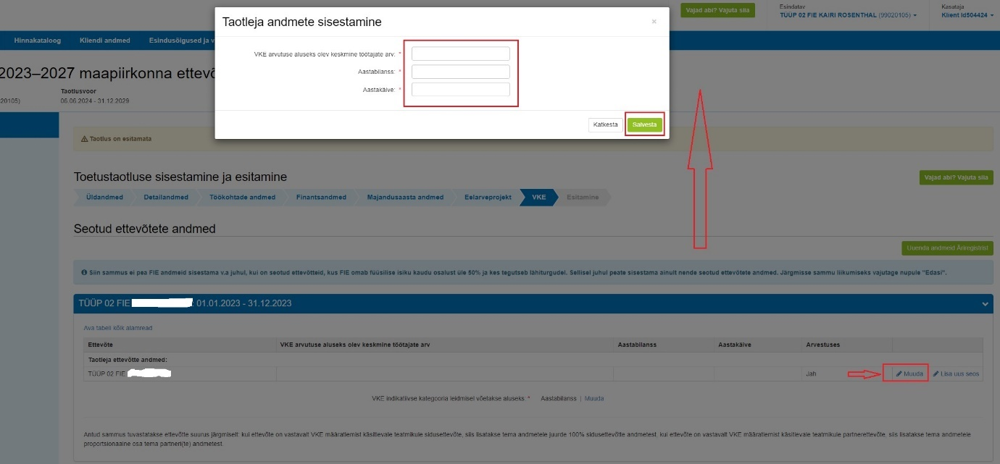 Taotleja andmete sisestamine
×
VKE arvutuse aluseks olev keskmine töötajate arv: *
Aastabilanss: *
Aastakäive: *
Katkesta
Salvesta
Vajad abi? Vajuta siia
Esindatav
TÜÜP 02 FIE KAIRI ROSENTHAL (99020105)
Kasutaja
Klient Id504424
Hinnakataloog
Kliendi andmed
Esindusõigused ja v
2023–2027 maapiirkonna ettevõ
20105)
Taotlusvoor
06.06.2024 - 31.12.2029
Taotlus on esitamata
Toetustaotluse sisestamine ja esitamine
Vajad abi? Vajuta siia
Üldandmed
Detailandmed
Töökohtade andmed
Finantsandmed
Majandusaasta andmed
Eelarveprojekt
VKE
Esitamine
Seotud ettevõtete andmed
Uuenda andmeid Äriregistrist
Siin sammus ei pea FIE andmeid sisestama v.a juhul, kui on seotud ettevõtteid, kus FIE omab füüsilise isiku kaudu osalust üle 50% ja kes tegutseb lähiturgudel. Sellisel juhul peate sisestama ainult nende seotud ettevõtete andmed. Järgmisse sammu liikumiseks vajutage nupule "Edasi".
TÜÜP 02 FIE : 01.01.2023 - 31.12.2023
Ava tabeli kõik alamread
Ettevõte VKE arvutuse aluseks olev keskmine töötajate arv Aastabilanss Aastakäive Arvestuses
Taotleja ettevõtte andmed:
TÜÜP 02 FIE Jah Muuda Lisa uus seos
VKE indikatiivse kategooria leidmisel võetakse aluseks: * Aastabilanss | Muuda
Antud sammus tuvastatakse ettevõtte suurus järgmiselt: kui ettevõte on vastavalt VKE määratlemist käsitlevale teatmikule sidusettevõte, siis lisatakse tema andmetele juurde 100% sidusettevõtte andmetest, kui ettevõte on vastavalt VKE määratlemist käsitlevale teatmikule partnerettevõte, siis lisatakse tema andmetele
proportsionaalne osa tema partneri(te) andmetest.